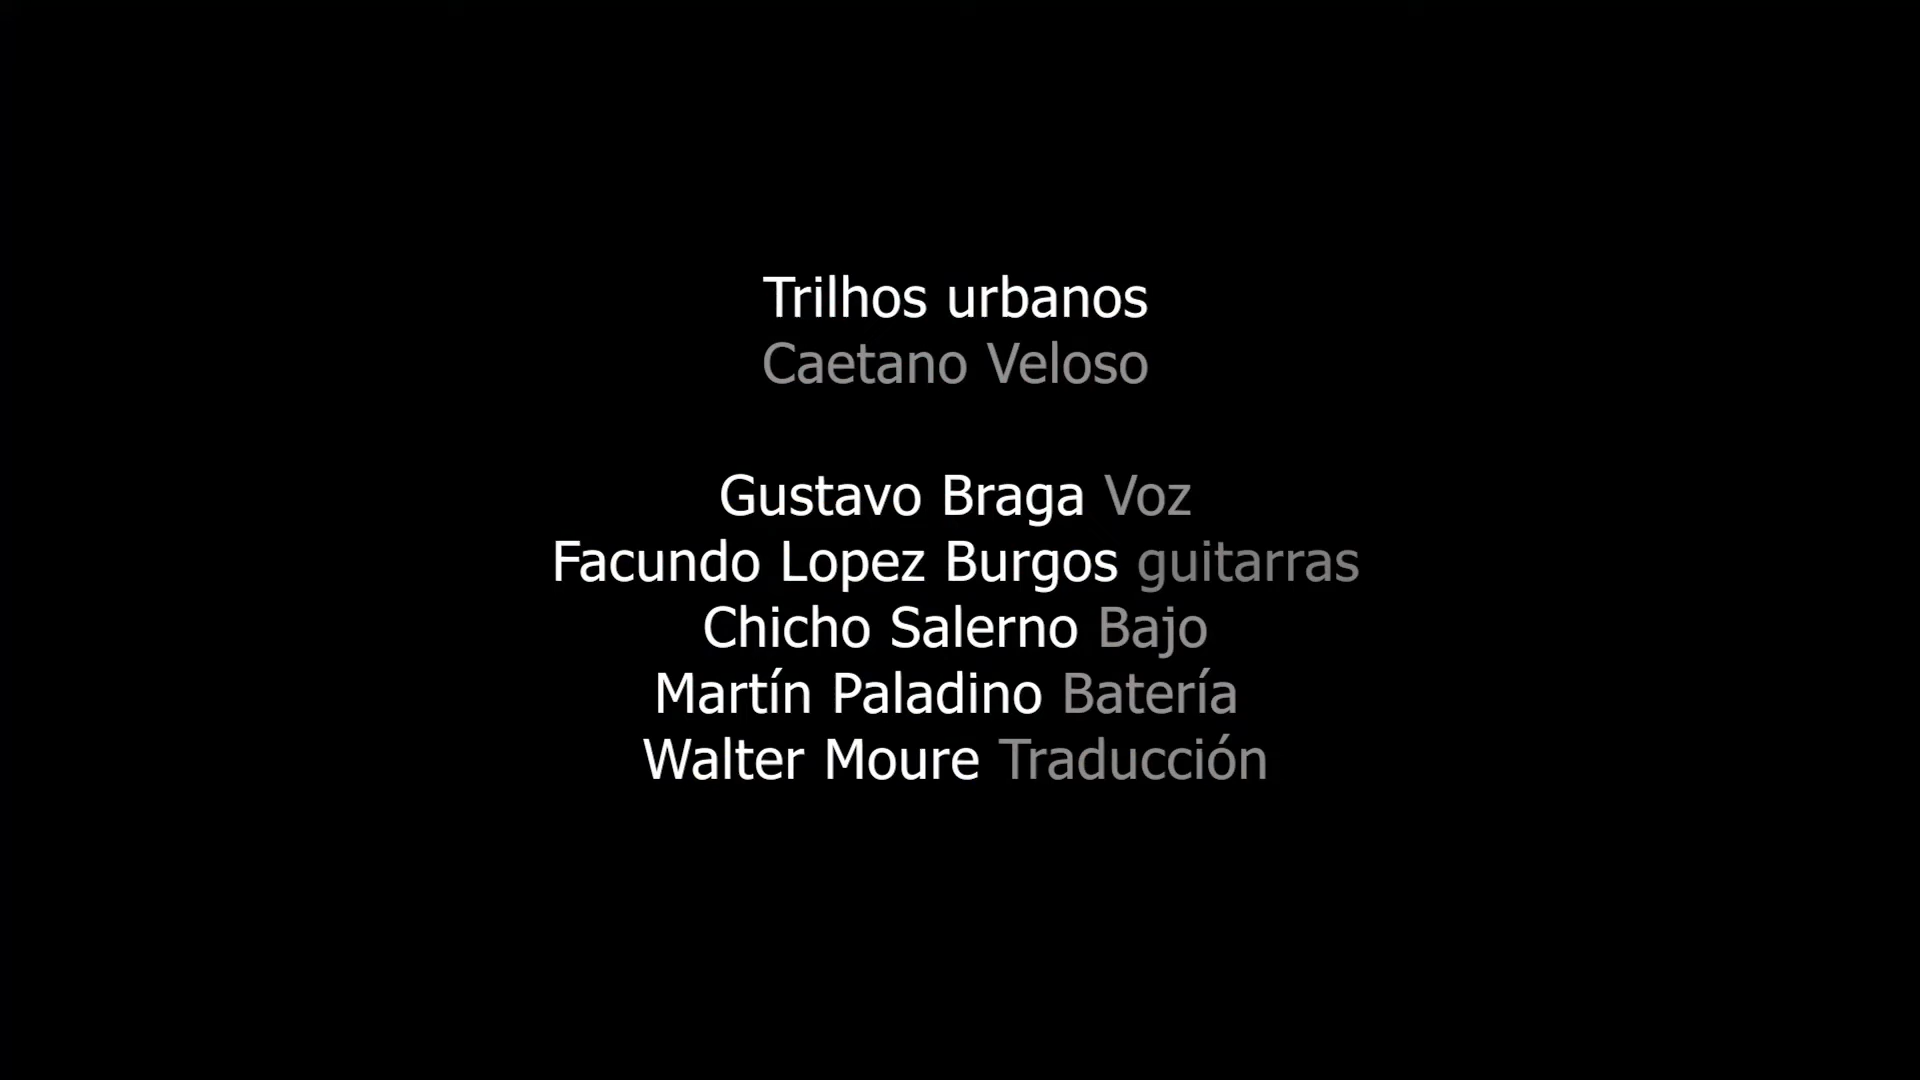 Trilhos urbanos
Caetano Veloso
Gustavo Braga Voz
Facundo Lopez Burgos guitarras
Chicho Salerno Bajo
Martín Paladino Batería
Walter Moure Traducción